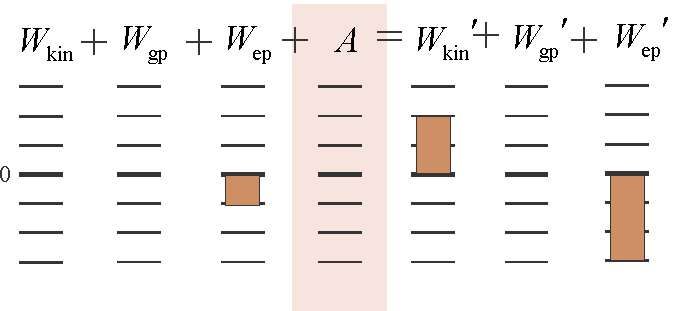 W_kin + W_gp + W_ep + A = W_kin′ + W_gp′ + W_ep′
0